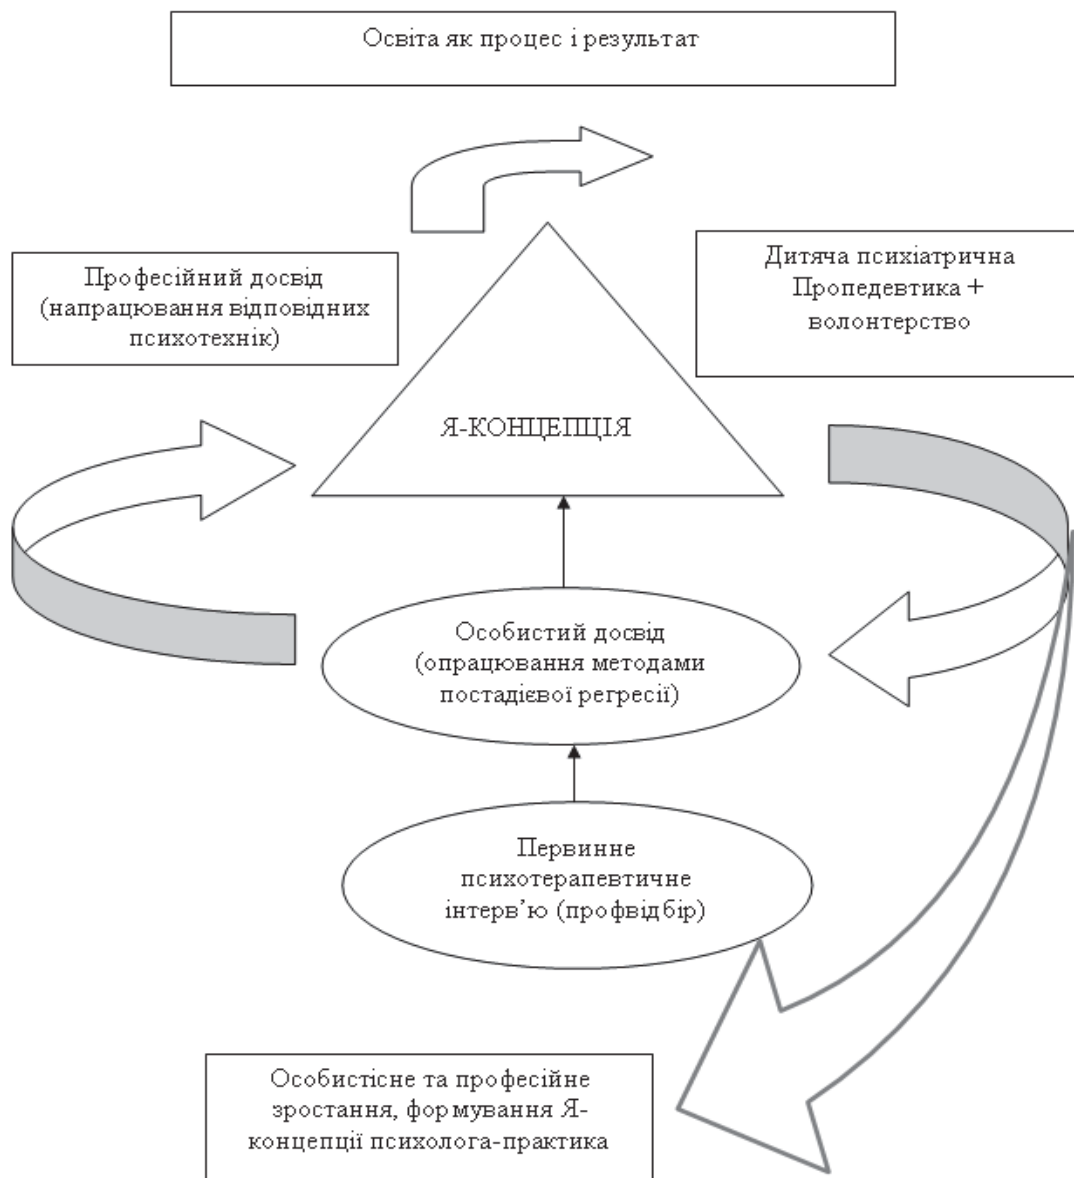 Освіта як процес і результат
Професійний досвід
(напрацювання відповідних
психотехнік)
Дитяча психіатрична
Пропедевтика +
волонтерство
Я-КОНЦЕПЦІЯ
Особистий досвід
(опрацювання методами
постадієвої регресії)
Первинне
психотерапевтичне
інтерв’ю (профвідбір)
Особистісне та професійне
зростання, формування Я-
концепції психолога-практика